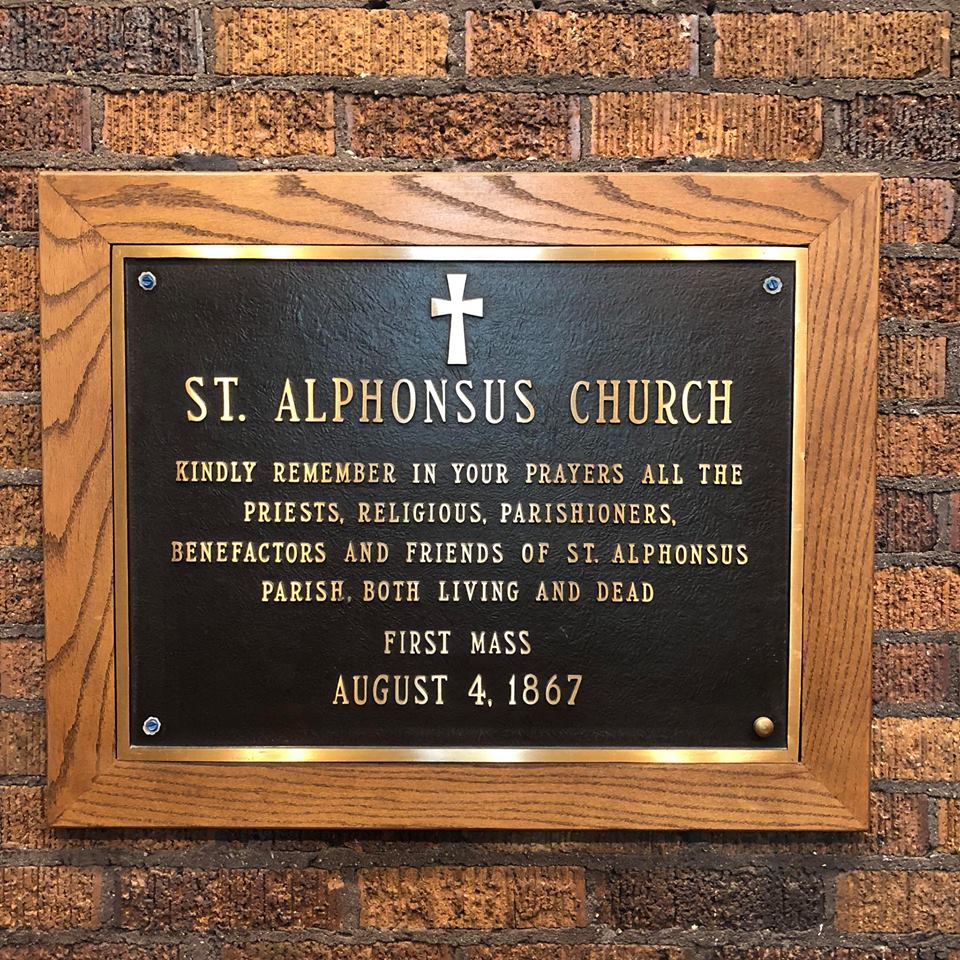 ST. ALPHONSUS CHURCH
KINDLY REMEMBER IN YOUR PRAYERS ALL THE
PRIESTS, RELIGIOUS, PARISHIONERS,
BENEFACTORS AND FRIENDS OF ST. ALPHONSUS
PARISH, BOTH LIVING AND DEAD
FIRST MASS
AUGUST 4, 1867